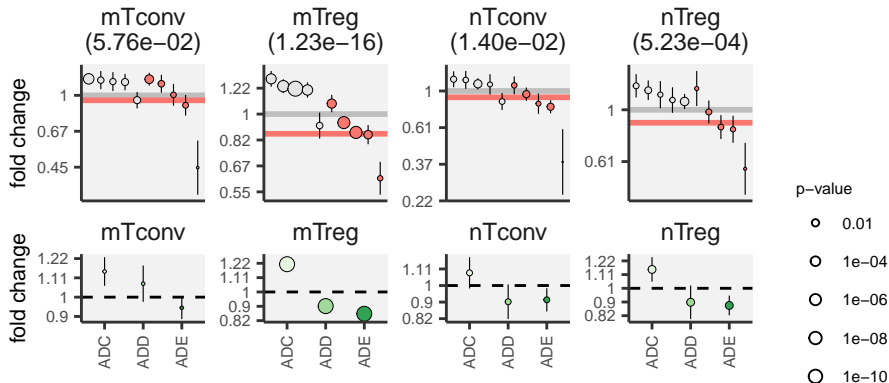 mTconv
(5.76e−02)
mTreg
(1.23e−16)
nTconv
(1.40e−02)
nTreg
(5.23e−04)
fold change
1
0.67
0.45
1.22
1
0.82
0.67
0.55
1
0.61
0.37
0.22
1
0.61
mTconv
mTreg
nTconv
nTreg
fold change
1.22
1.11
1
0.9
1.22
1.11
1
0.9
0.82
1.11
1
0.9
0.82
1.22
1.11
1
0.9
0.82
ADC
ADD
ADE
ADC
ADD
ADE
ADC
ADD
ADE
ADC
ADD
ADE
p−value
0.01
1e−04
1e−06
1e−08
1e−10